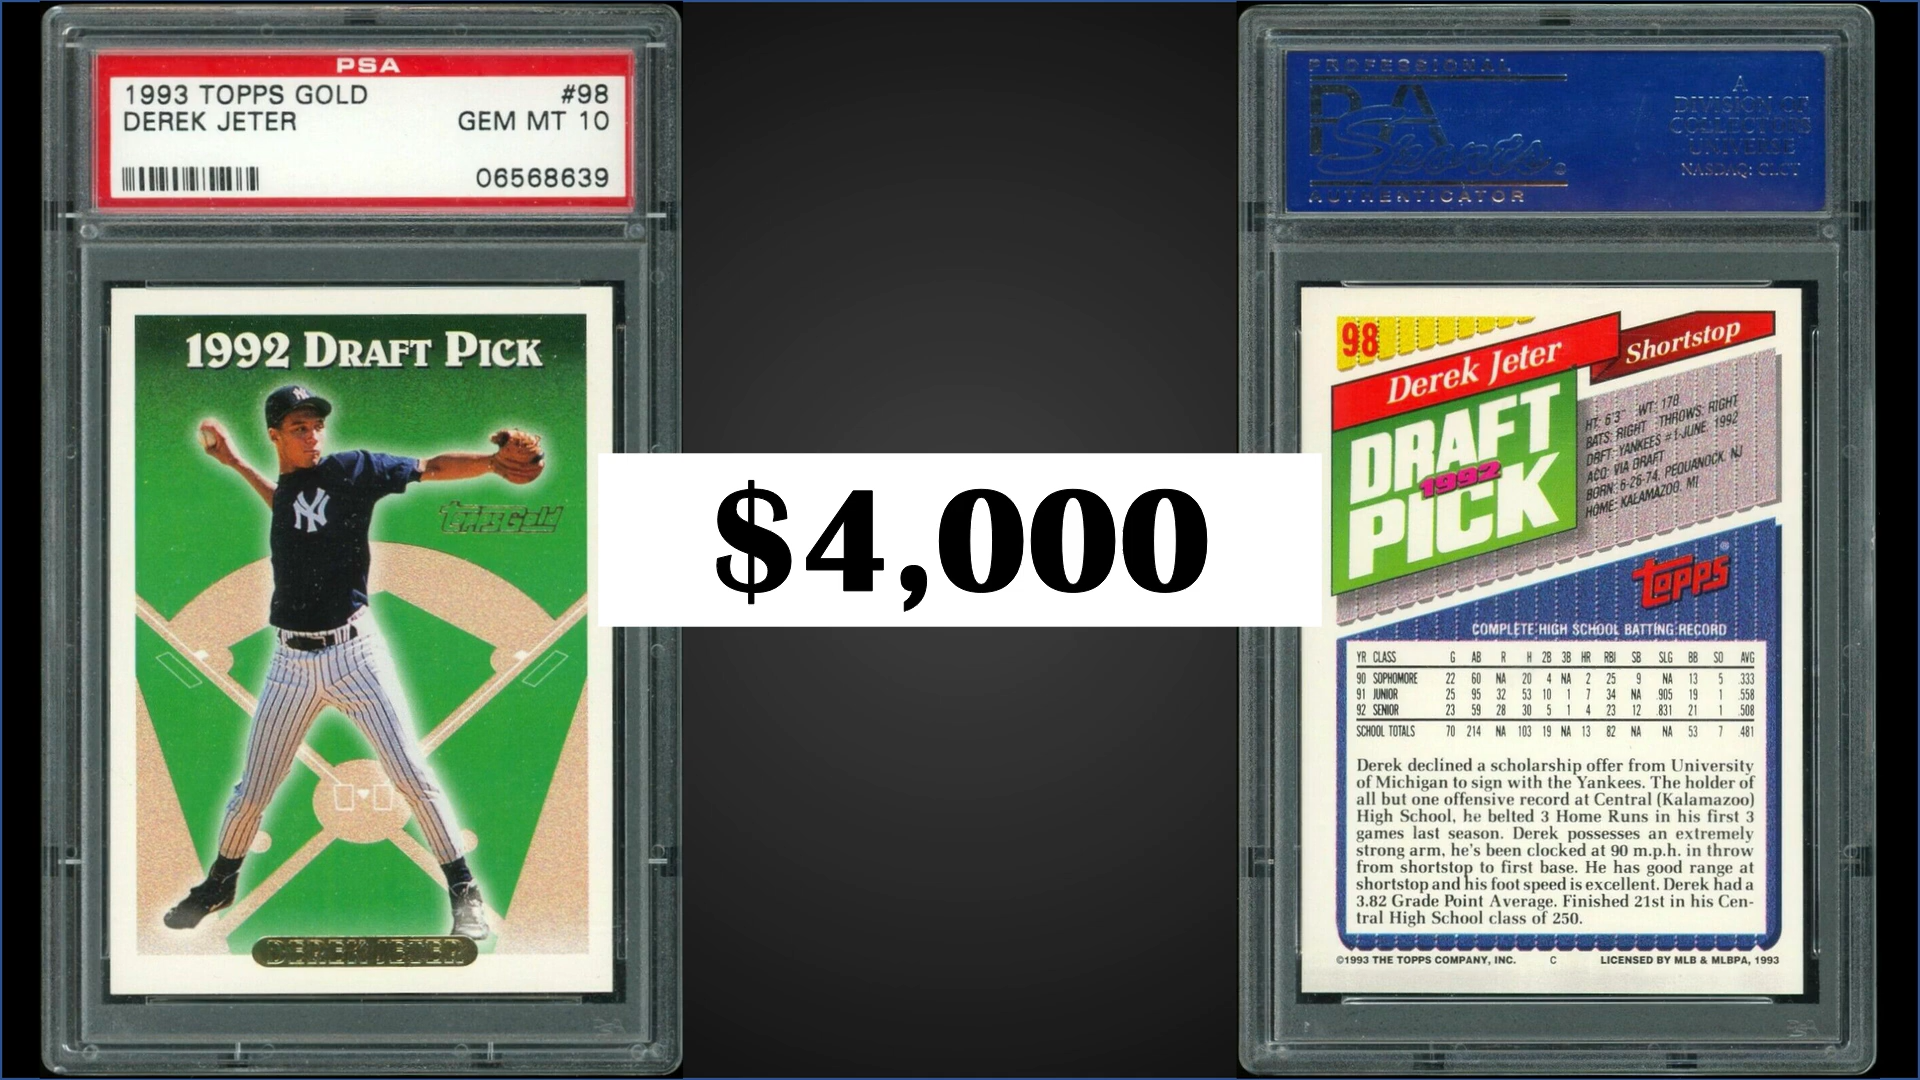 PSA
1993 TOPPS GOLD #98
DEREK JETER GEM MT 10
06568639
1992 DRAFT PICK
NY
NY
ToppsGold
DEREK JETER
$4,000
PROFESSIONAL
PSA
Sports
AUTHENTICATOR
A
DIVISION OF
COLLECTORS
UNIVERSE
NASDAQ: CLCT
98
Derek Jeter
Shortstop
DRAFT
1992
PICK
HT: 6'3" WT: 178
BATS: RIGHT THROWS: RIGHT
DRFT: YANKEES #1-JUNE, 1992
ACQ: VIA DRAFT
BORN: 6-26-74, PEQUANOCK, NJ
HOME: KALAMAZOO, MI
Topps®
COMPLETE HIGH SCHOOL BATTING RECORD
YR CLASS G AB R H 2B 3B HR RBI SB SLG BB SO AVG
90 SOPHOMORE 22 60 NA 20 4 NA 2 25 9 NA 13 5 .333
91 JUNIOR 25 95 32 53 10 1 7 34 NA .905 19 1 .558
92 SENIOR 23 59 28 30 5 1 4 23 12 .831 21 1 .508
SCHOOL TOTALS 70 214 NA 103 19 NA 13 82 NA NA 53 7 .481
Derek declined a scholarship offer from University
of Michigan to sign with the Yankees. The holder of
all but one offensive record at Central (Kalamazoo)
High School, he belted 3 Home Runs in his first 3
games last season. Derek possesses an extremely
strong arm, he's been clocked at 90 m.p.h. in throw
from shortstop to first base. He has good range at
shortstop and his foot speed is excellent. Derek had a
3.82 Grade Point Average. Finished 21st in his Cen-
tral High School class of 250.
©1993 THE TOPPS COMPANY, INC. C LICENSED BY MLB & MLBPA, 1993